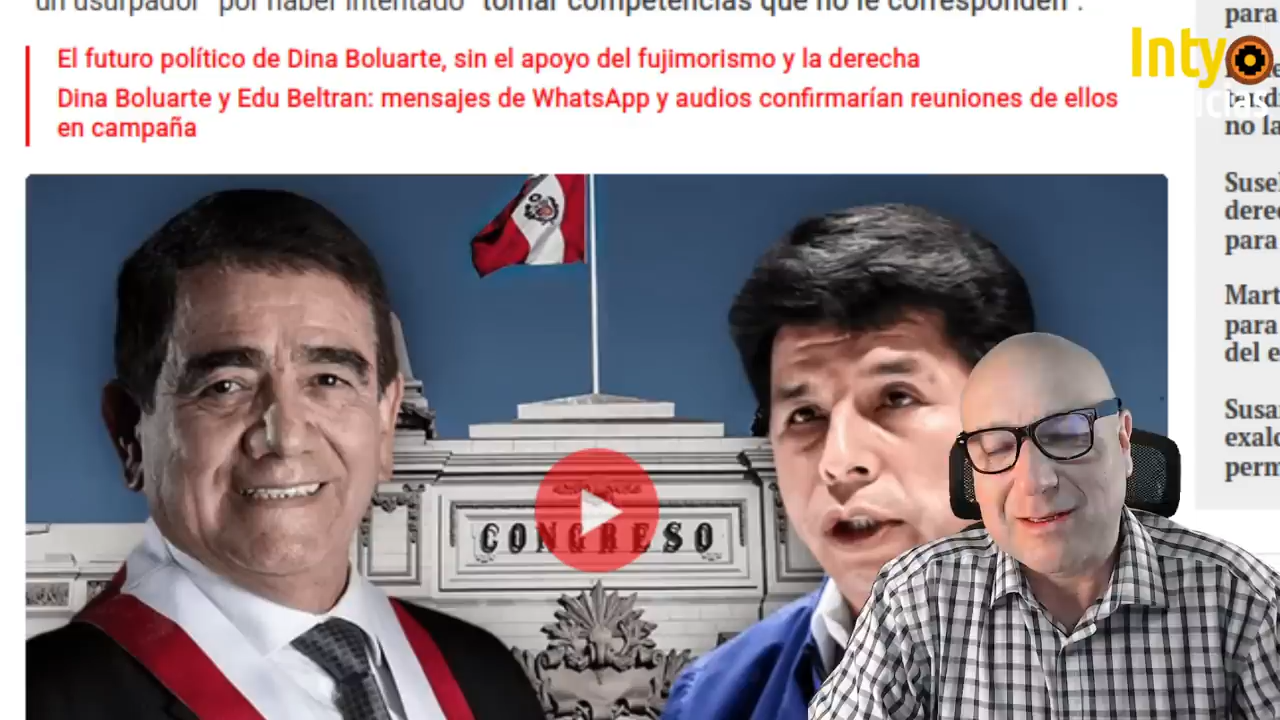 "un usurpador" por haber intentado "tomar competencias que no le corresponden".
El futuro político de Dina Boluarte, sin el apoyo del fujimorismo y la derecha
Dina Boluarte y Edu Beltran: mensajes de WhatsApp y audios confirmarían reuniones de ellos
en campaña
CONGRESO
Inty
para
no la
dere
para
Mart
para
del e
Susa
exalc
perm